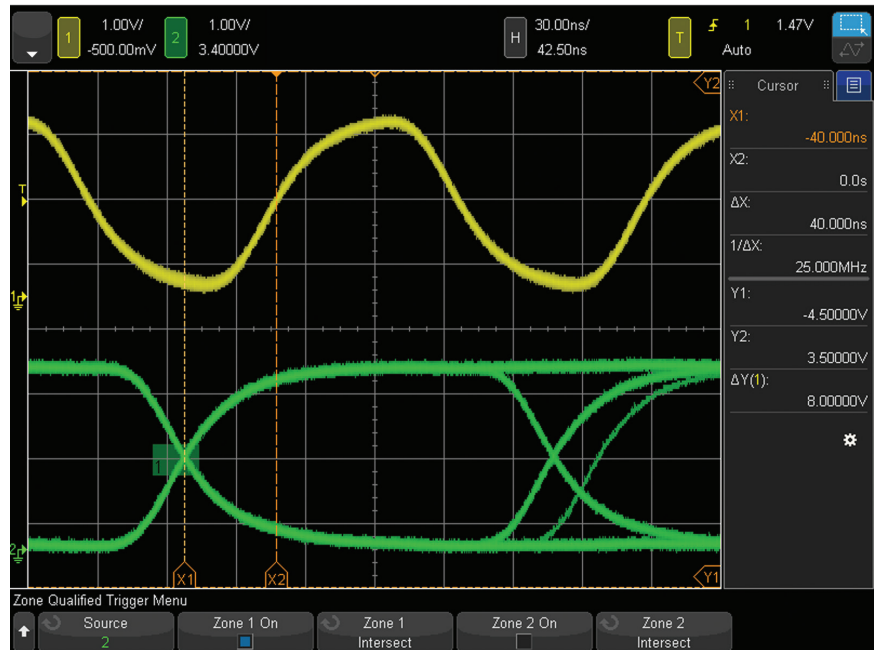 1 1.00V/ 2 1.00V/ H 30.00ns/ T 1 1.47V
-500.00mV 3.40000V 42.50ns Auto
Y2
Cursor
X1:
-40.000ns
X2:
0.0s
ΔX:
40.000ns
1/ΔX:
25.000MHz
Y1:
-4.50000V
Y2:
3.50000V
ΔY(1):
8.00000V
T
1
1
2
X1 X2 Y1
Zone Qualified Trigger Menu
Source Zone 1 On Zone 1 Zone 2 On Zone 2
2 Intersect Intersect